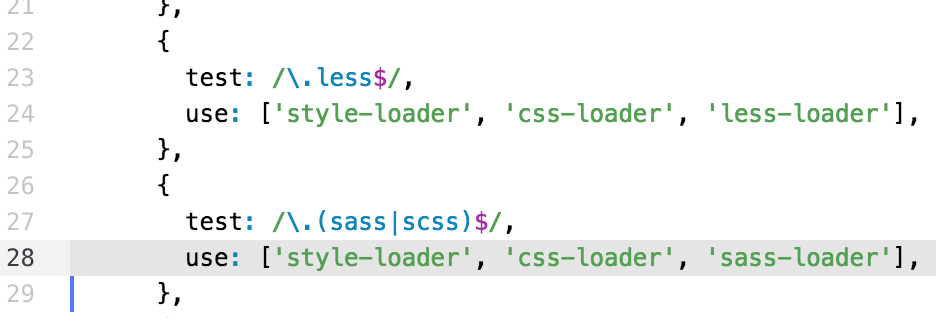 21 },
22 {
23 test: /\.less$/,
24 use: ['style-loader', 'css-loader', 'less-loader'],
25 },
26 {
27 test: /\.(sass|scss)$/,
28 use: ['style-loader', 'css-loader', 'sass-loader'],
29 },